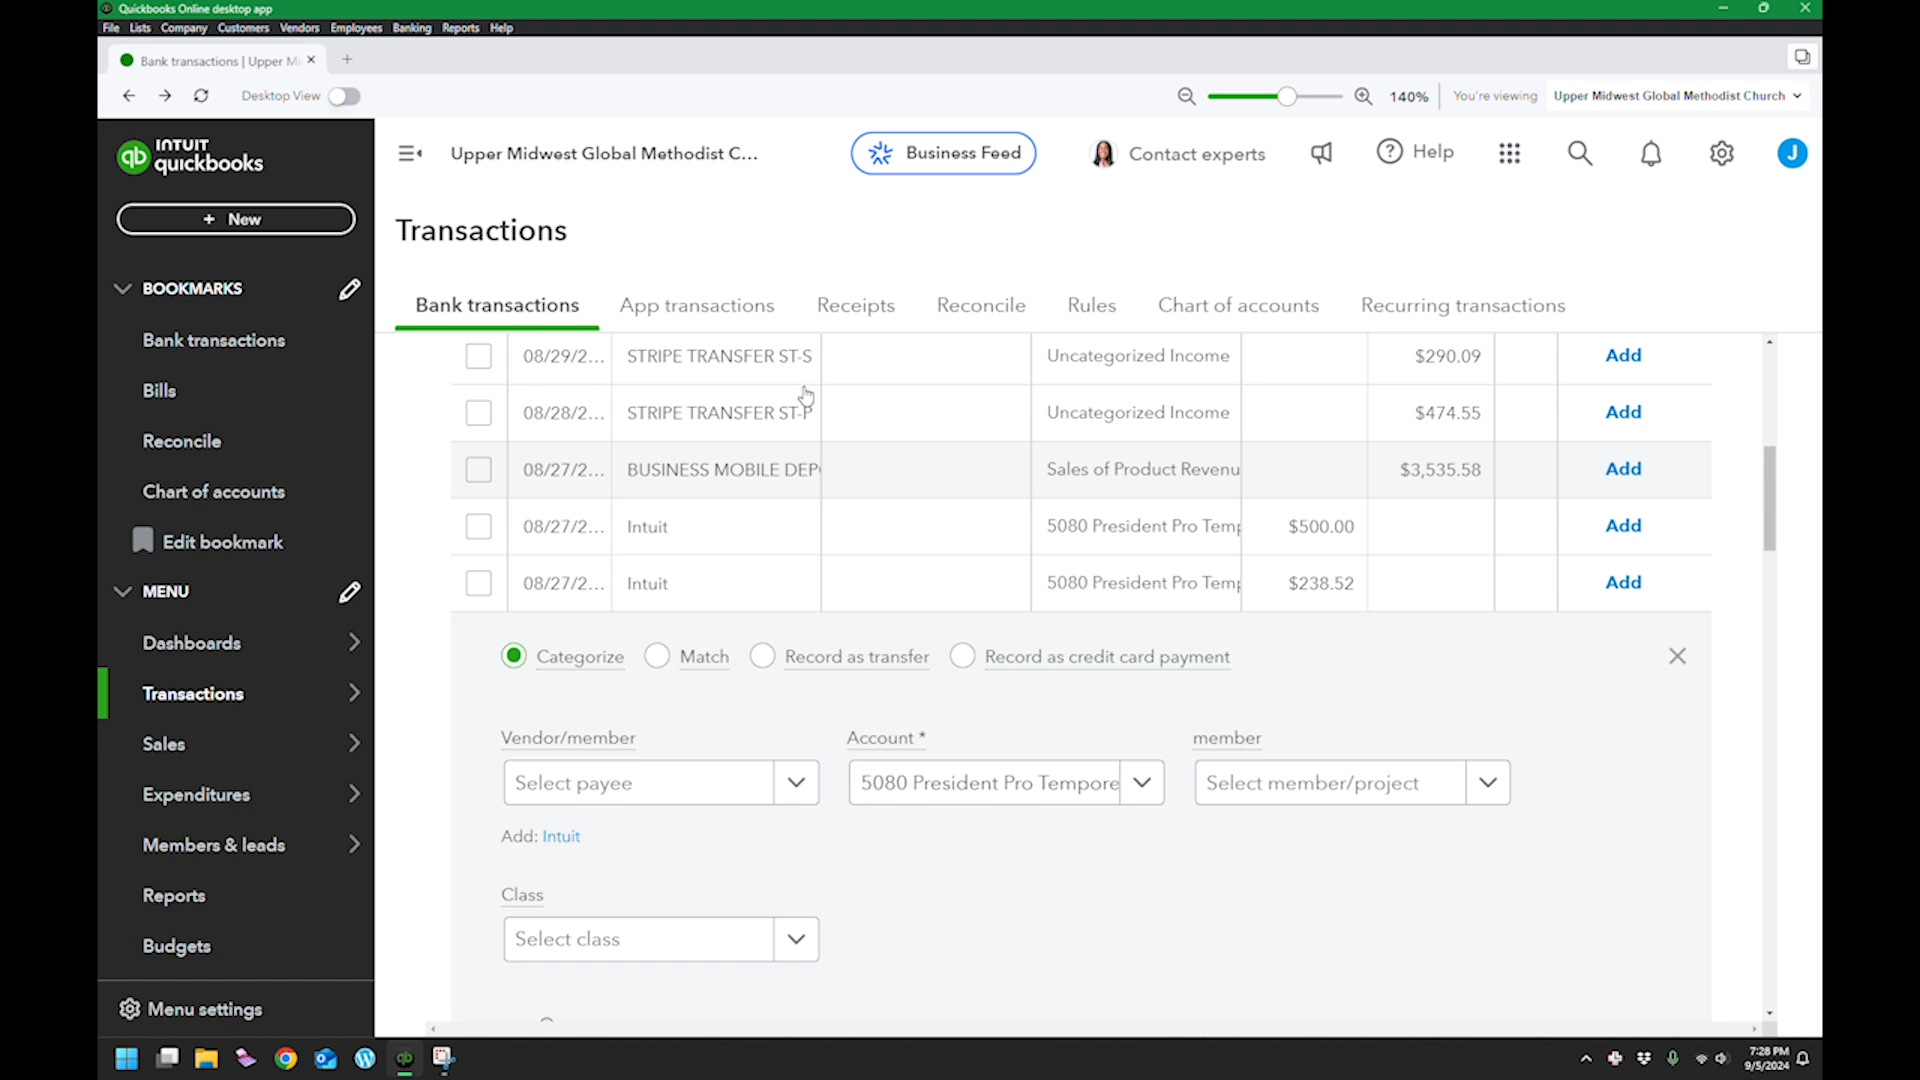 Quickbooks Online desktop app
File Lists Company Customers Vendors Employees Banking Reports Help
Bank transactions | Upper Mi
Desktop View
140%
You're viewing
Upper Midwest Global Methodist Church
INTUIT
quickbooks
Upper Midwest Global Methodist C...
Business Feed
Contact experts
Help
J
+ New
Transactions
BOOKMARKS
Bank transactions
Bills
Reconcile
Chart of accounts
Edit bookmark
MENU
Dashboards
Transactions
Sales
Expenditures
Members & leads
Reports
Budgets
Menu settings
Bank transactions App transactions Receipts Reconcile Rules Chart of accounts Recurring transactions
08/29/2... STRIPE TRANSFER ST-S Uncategorized Income $290.09 Add
08/28/2... STRIPE TRANSFER ST-P Uncategorized Income $474.55 Add
08/27/2... BUSINESS MOBILE DEP Sales of Product Revenu $3,535.58 Add
08/27/2... Intuit 5080 President Pro Temp $500.00 Add
08/27/2... Intuit 5080 President Pro Temp $238.52 Add
Categorize Match Record as transfer Record as credit card payment
Vendor/member Account * member
Select payee 5080 President Pro Tempore Select member/project
Add: Intuit
Class
Select class
7:28 PM
9/5/2024